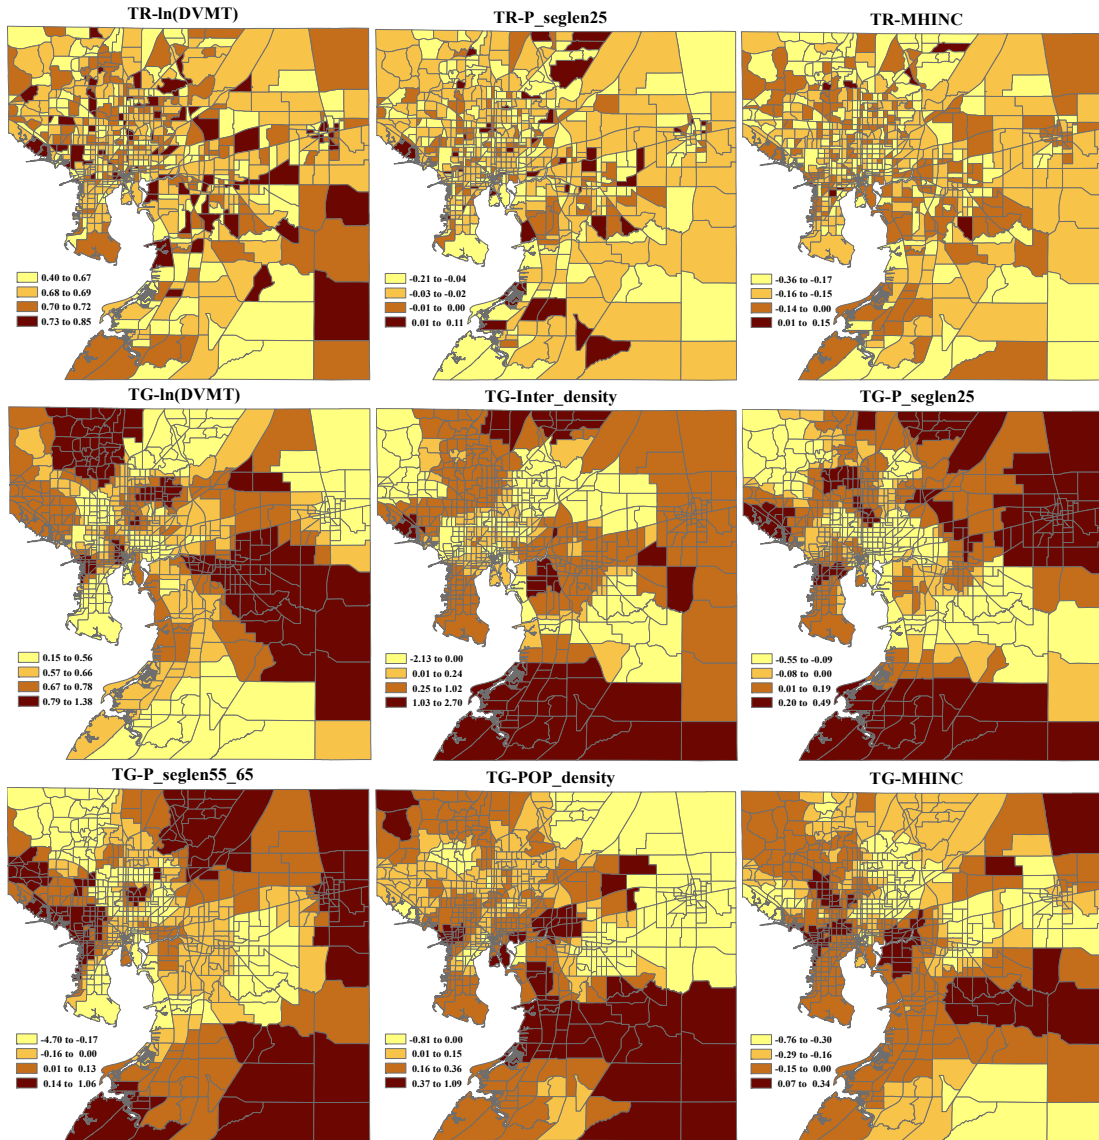 TR-ln(DVMT)
TR-P_seglen25
TR-MHINC
0.40 to 0.67
0.68 to 0.69
0.70 to 0.72
0.73 to 0.85
-0.21 to -0.04
-0.03 to -0.02
-0.01 to 0.00
0.01 to 0.11
-0.36 to -0.17
-0.16 to -0.15
-0.14 to 0.00
0.01 to 0.15
TG-ln(DVMT)
TG-Inter_density
TG-P_seglen25
0.15 to 0.56
0.57 to 0.66
0.67 to 0.78
0.79 to 1.38
-2.13 to 0.00
0.01 to 0.24
0.25 to 1.02
1.03 to 2.70
-0.55 to -0.09
-0.08 to 0.00
0.01 to 0.19
0.20 to 0.49
TG-P_seglen55_65
TG-POP_density
TG-MHINC
-4.70 to -0.17
-0.16 to 0.00
0.01 to 0.13
0.14 to 1.06
-0.81 to 0.00
0.01 to 0.15
0.16 to 0.36
0.37 to 1.09
-0.76 to -0.30
-0.29 to -0.16
-0.15 to 0.00
0.07 to 0.34